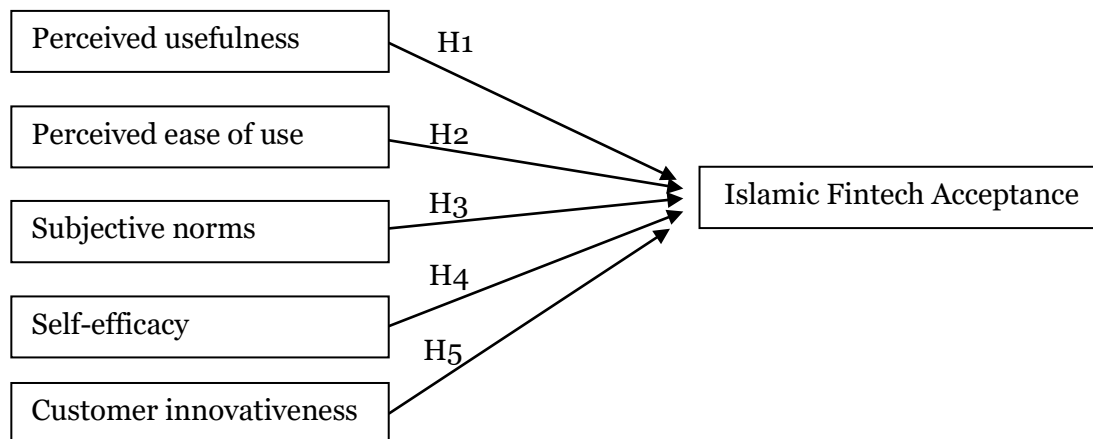 Perceived usefulness
H1
Perceived ease of use
H2
Subjective norms
H3
Self-efficacy
H4
Customer innovativeness
H5
Islamic Fintech Acceptance